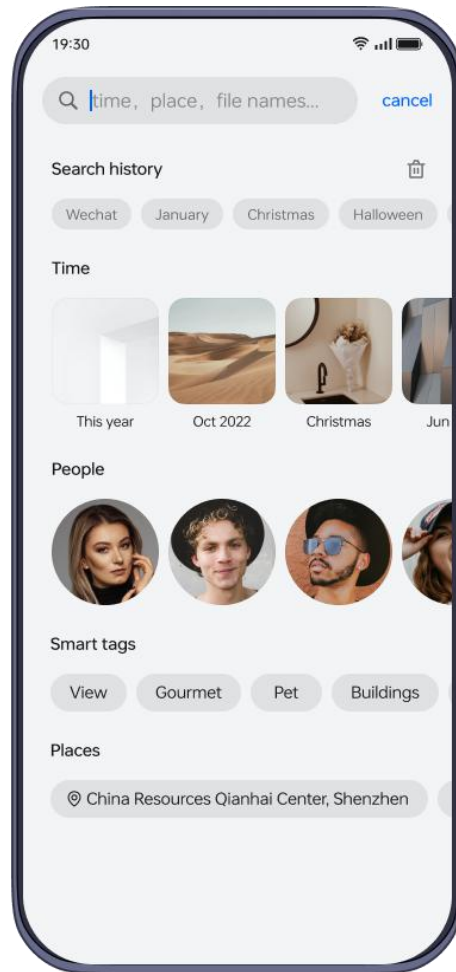 19:30
time, place, file names... cancel
Search history
Wechat January Christmas Halloween
Time
This year Oct 2022 Christmas Jun
People
Smart tags
View Gourmet Pet Buildings
Places
China Resources Qianhai Center, Shenzhen